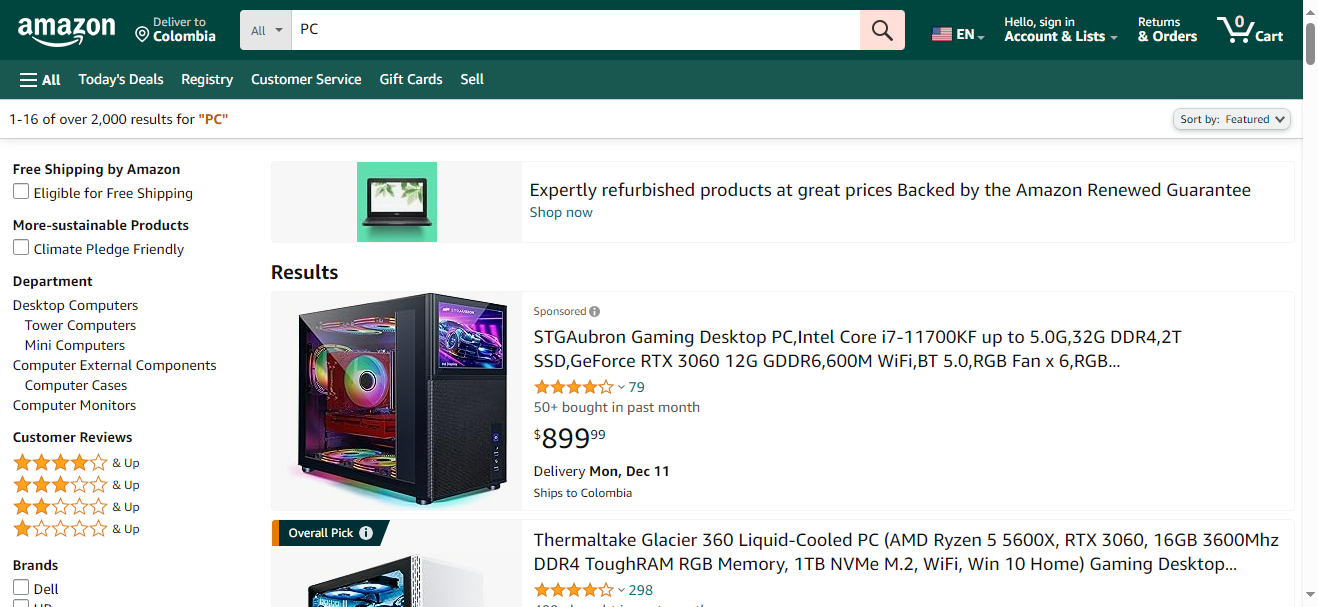 amazon
Deliver to
Colombia
All
PC
EN
Hello, sign in
Account & Lists
Returns
& Orders
0
Cart
All
Today's Deals
Registry
Customer Service
Gift Cards
Sell
1-16 of over 2,000 results for "PC"
Sort by: Featured
Free Shipping by Amazon
Eligible for Free Shipping
More-sustainable Products
Climate Pledge Friendly
Department
Desktop Computers
Tower Computers
Mini Computers
Computer External Components
Computer Cases
Computer Monitors
Customer Reviews
& Up
& Up
& Up
& Up
Brands
Dell
Expertly refurbished products at great prices Backed by the Amazon Renewed Guarantee
Shop now
Results
STGAUBRON
Sponsored
STGAubron Gaming Desktop PC,Intel Core i7-11700KF up to 5.0G,32G DDR4,2T
SSD,GeForce RTX 3060 12G GDDR6,600M WiFi,BT 5.0,RGB Fan x 6,RGB...
79
50+ bought in past month
$899 99
Delivery Mon, Dec 11
Ships to Colombia
Overall Pick
Thermaltake Glacier 360 Liquid-Cooled PC (AMD Ryzen 5 5600X, RTX 3060, 16GB 3600Mhz
DDR4 ToughRAM RGB Memory, 1TB NVMe M.2, WiFi, Win 10 Home) Gaming Desktop...
298